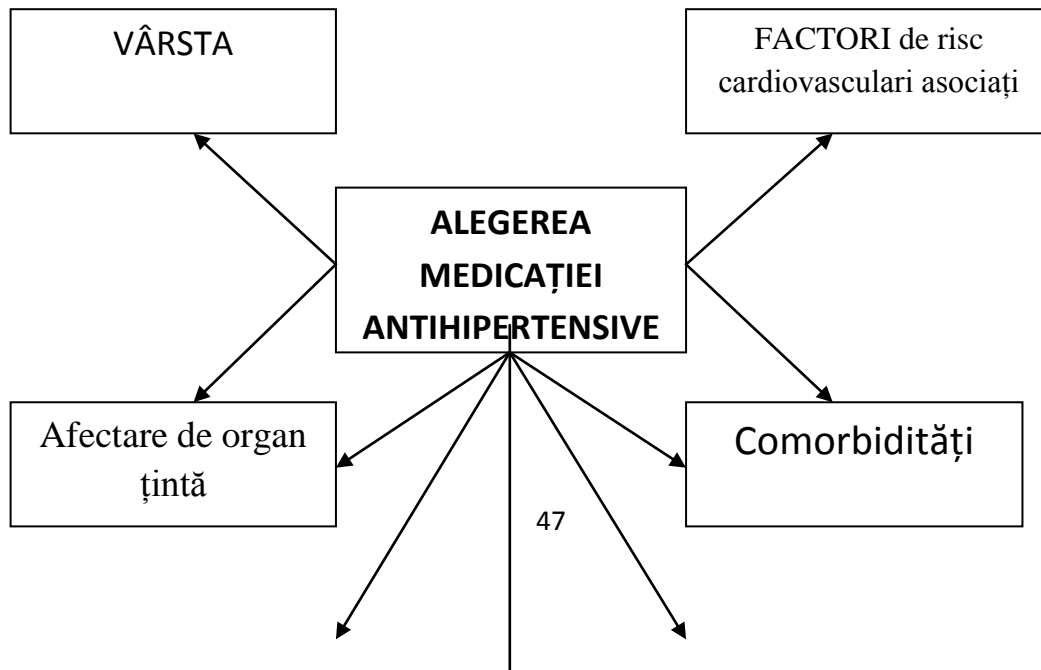 VÂRSTA
FACTORI de risc
cardiovasculari asociați
ALEGEREA
MEDICAȚIEI
ANTIHIPERTENSIVE
Afectare de organ
țintă
Comorbidități
47